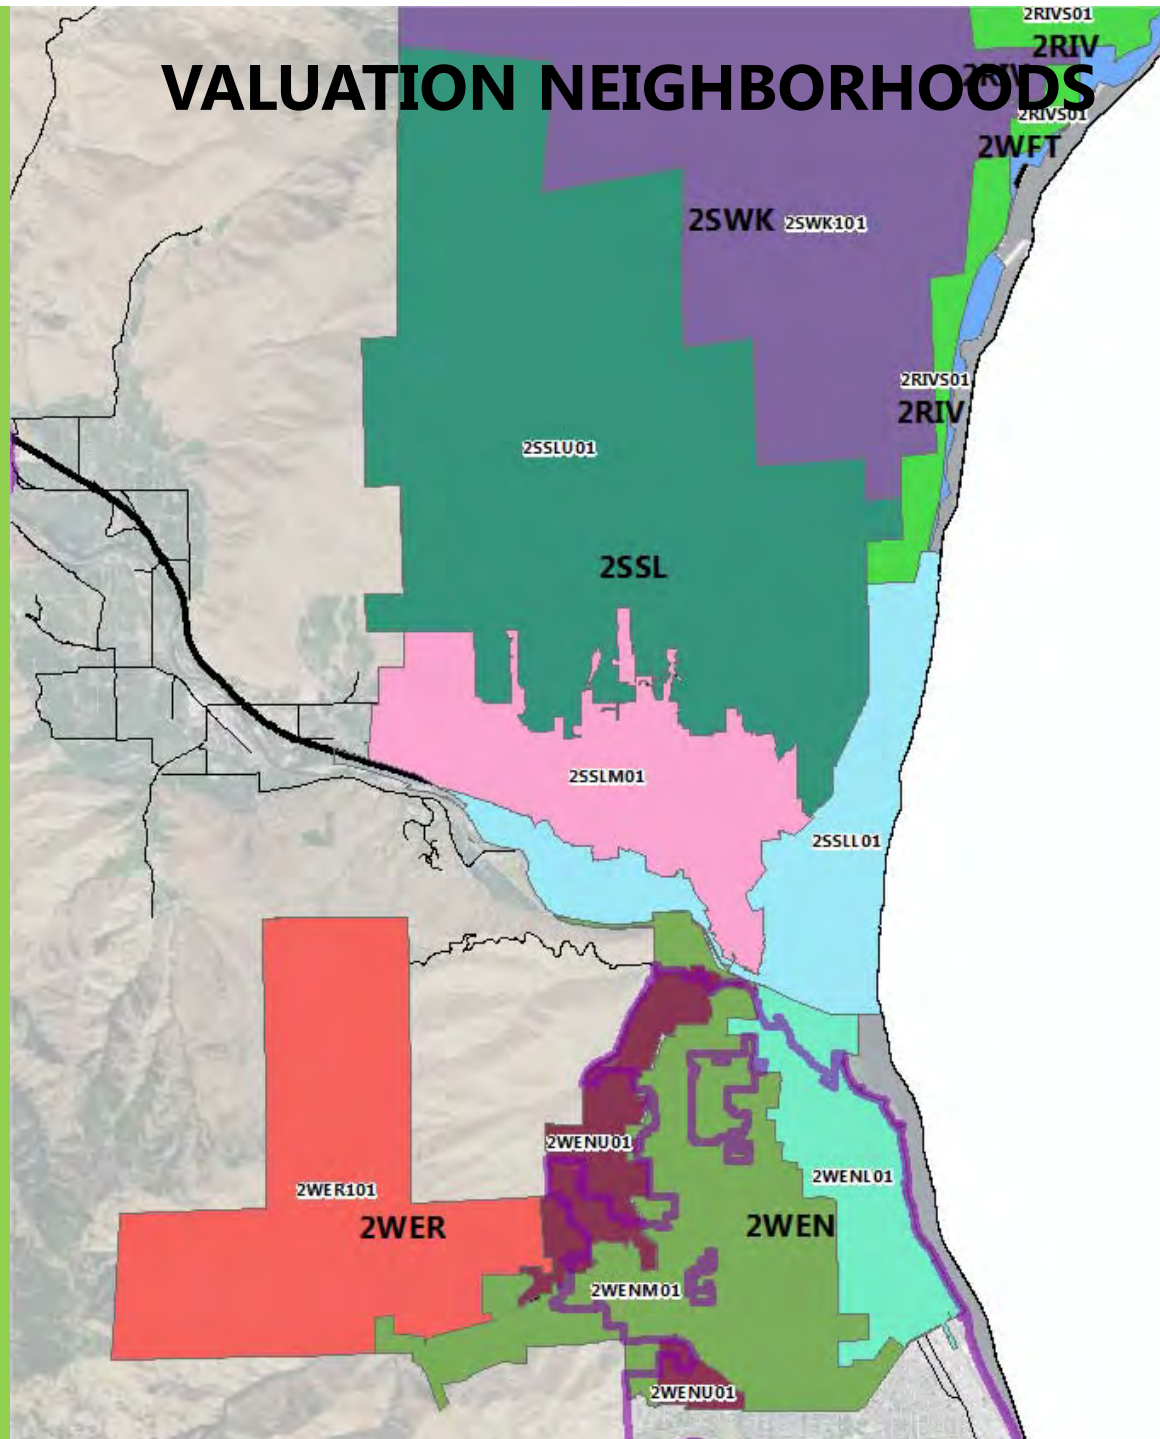 2RIVS01
2RIV
2RIV
VALUATION NEIGHBORHOODS
2RIVS01
2WFT
2SWK 2SWK101
2RIVS01
2RIV
2SSLU01
2SSL
2SSLM01
2SSLL01
2WENU01
2WER101
2WENL01
2WER
2WEN
2WENM01
2WENU01